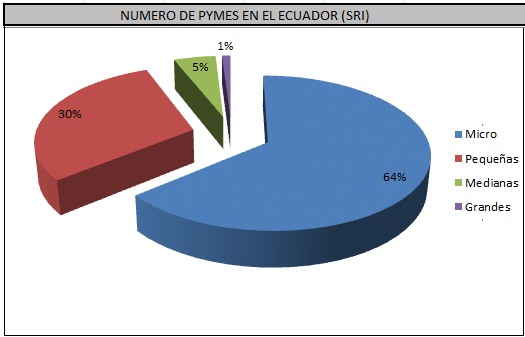 NUMERO DE PYMES EN EL ECUADOR (SRI)
1%
5%
30%
64%
Micro
Pequeñas
Medianas
Grandes